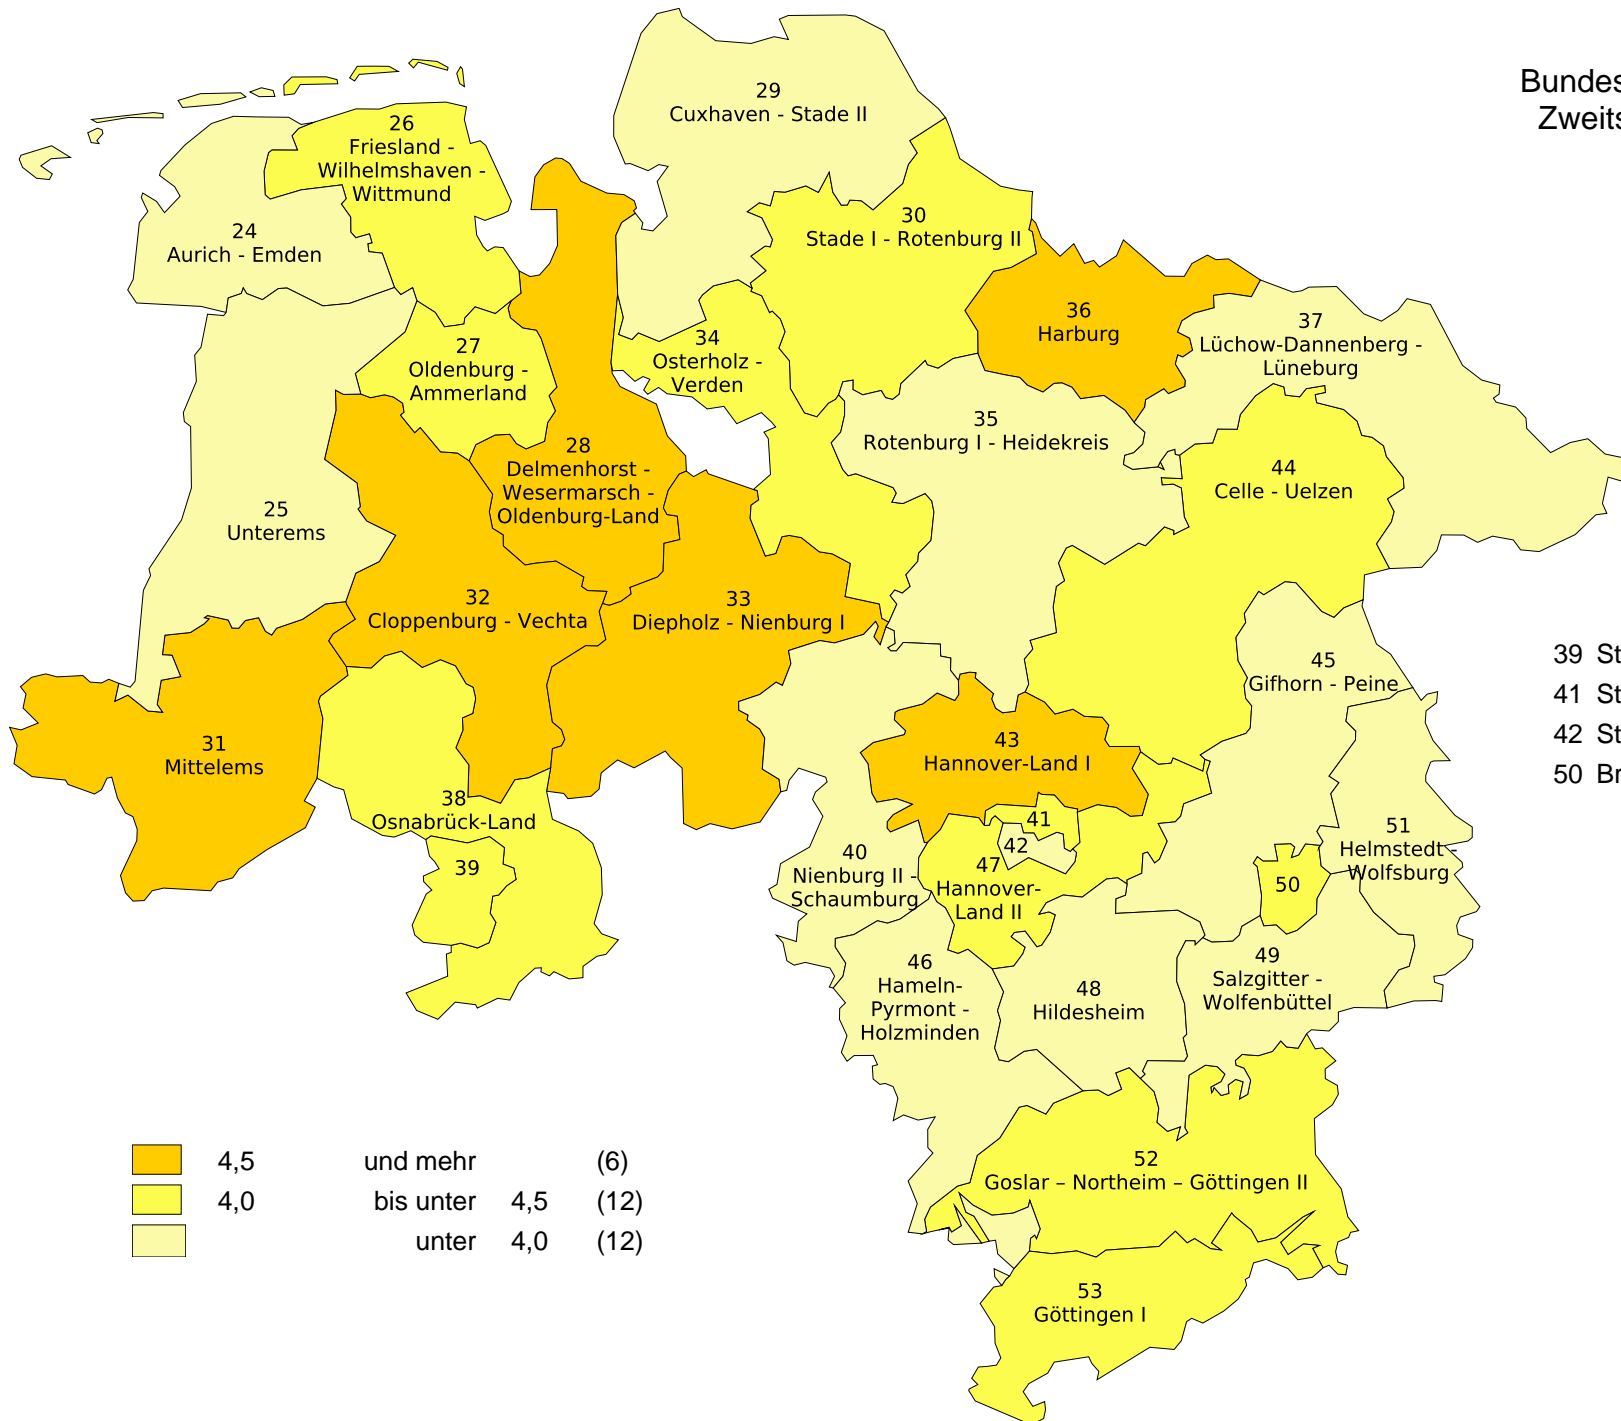 Bundes
Zweits
29
Cuxhaven - Stade II
26
Friesland -
Wilhelmshaven -
Wittmund
24
Aurich - Emden
30
Stade I - Rotenburg II
36
Harburg
37
Lüchow-Dannenberg -
Lüneburg
34
Osterholz -
Verden
27
Oldenburg -
Ammerland
35
Rotenburg I - Heidekreis
28
Delmenhorst -
Wesermarsch -
Oldenburg-Land
44
Celle - Uelzen
25
Unterems
32
Cloppenburg - Vechta
33
Diepholz - Nienburg I
45
Gifhorn - Peine
39 St
41 St
42 St
50 Br
31
Mittelems
43
Hannover-Land I
38
Osnabrück-Land
41
42
51
Helmstedt -
Wolfsburg
39
40
Nienburg II -
Schaumburg
47
Hannover-
Land II
50
46
Hameln-
Pyrmont -
Holzminden
48
Hildesheim
49
Salzgitter -
Wolfenbüttel
52
Goslar – Northeim – Göttingen II
53
Göttingen I
4,5 und mehr (6)
4,0 bis unter 4,5 (12)
unter 4,0 (12)